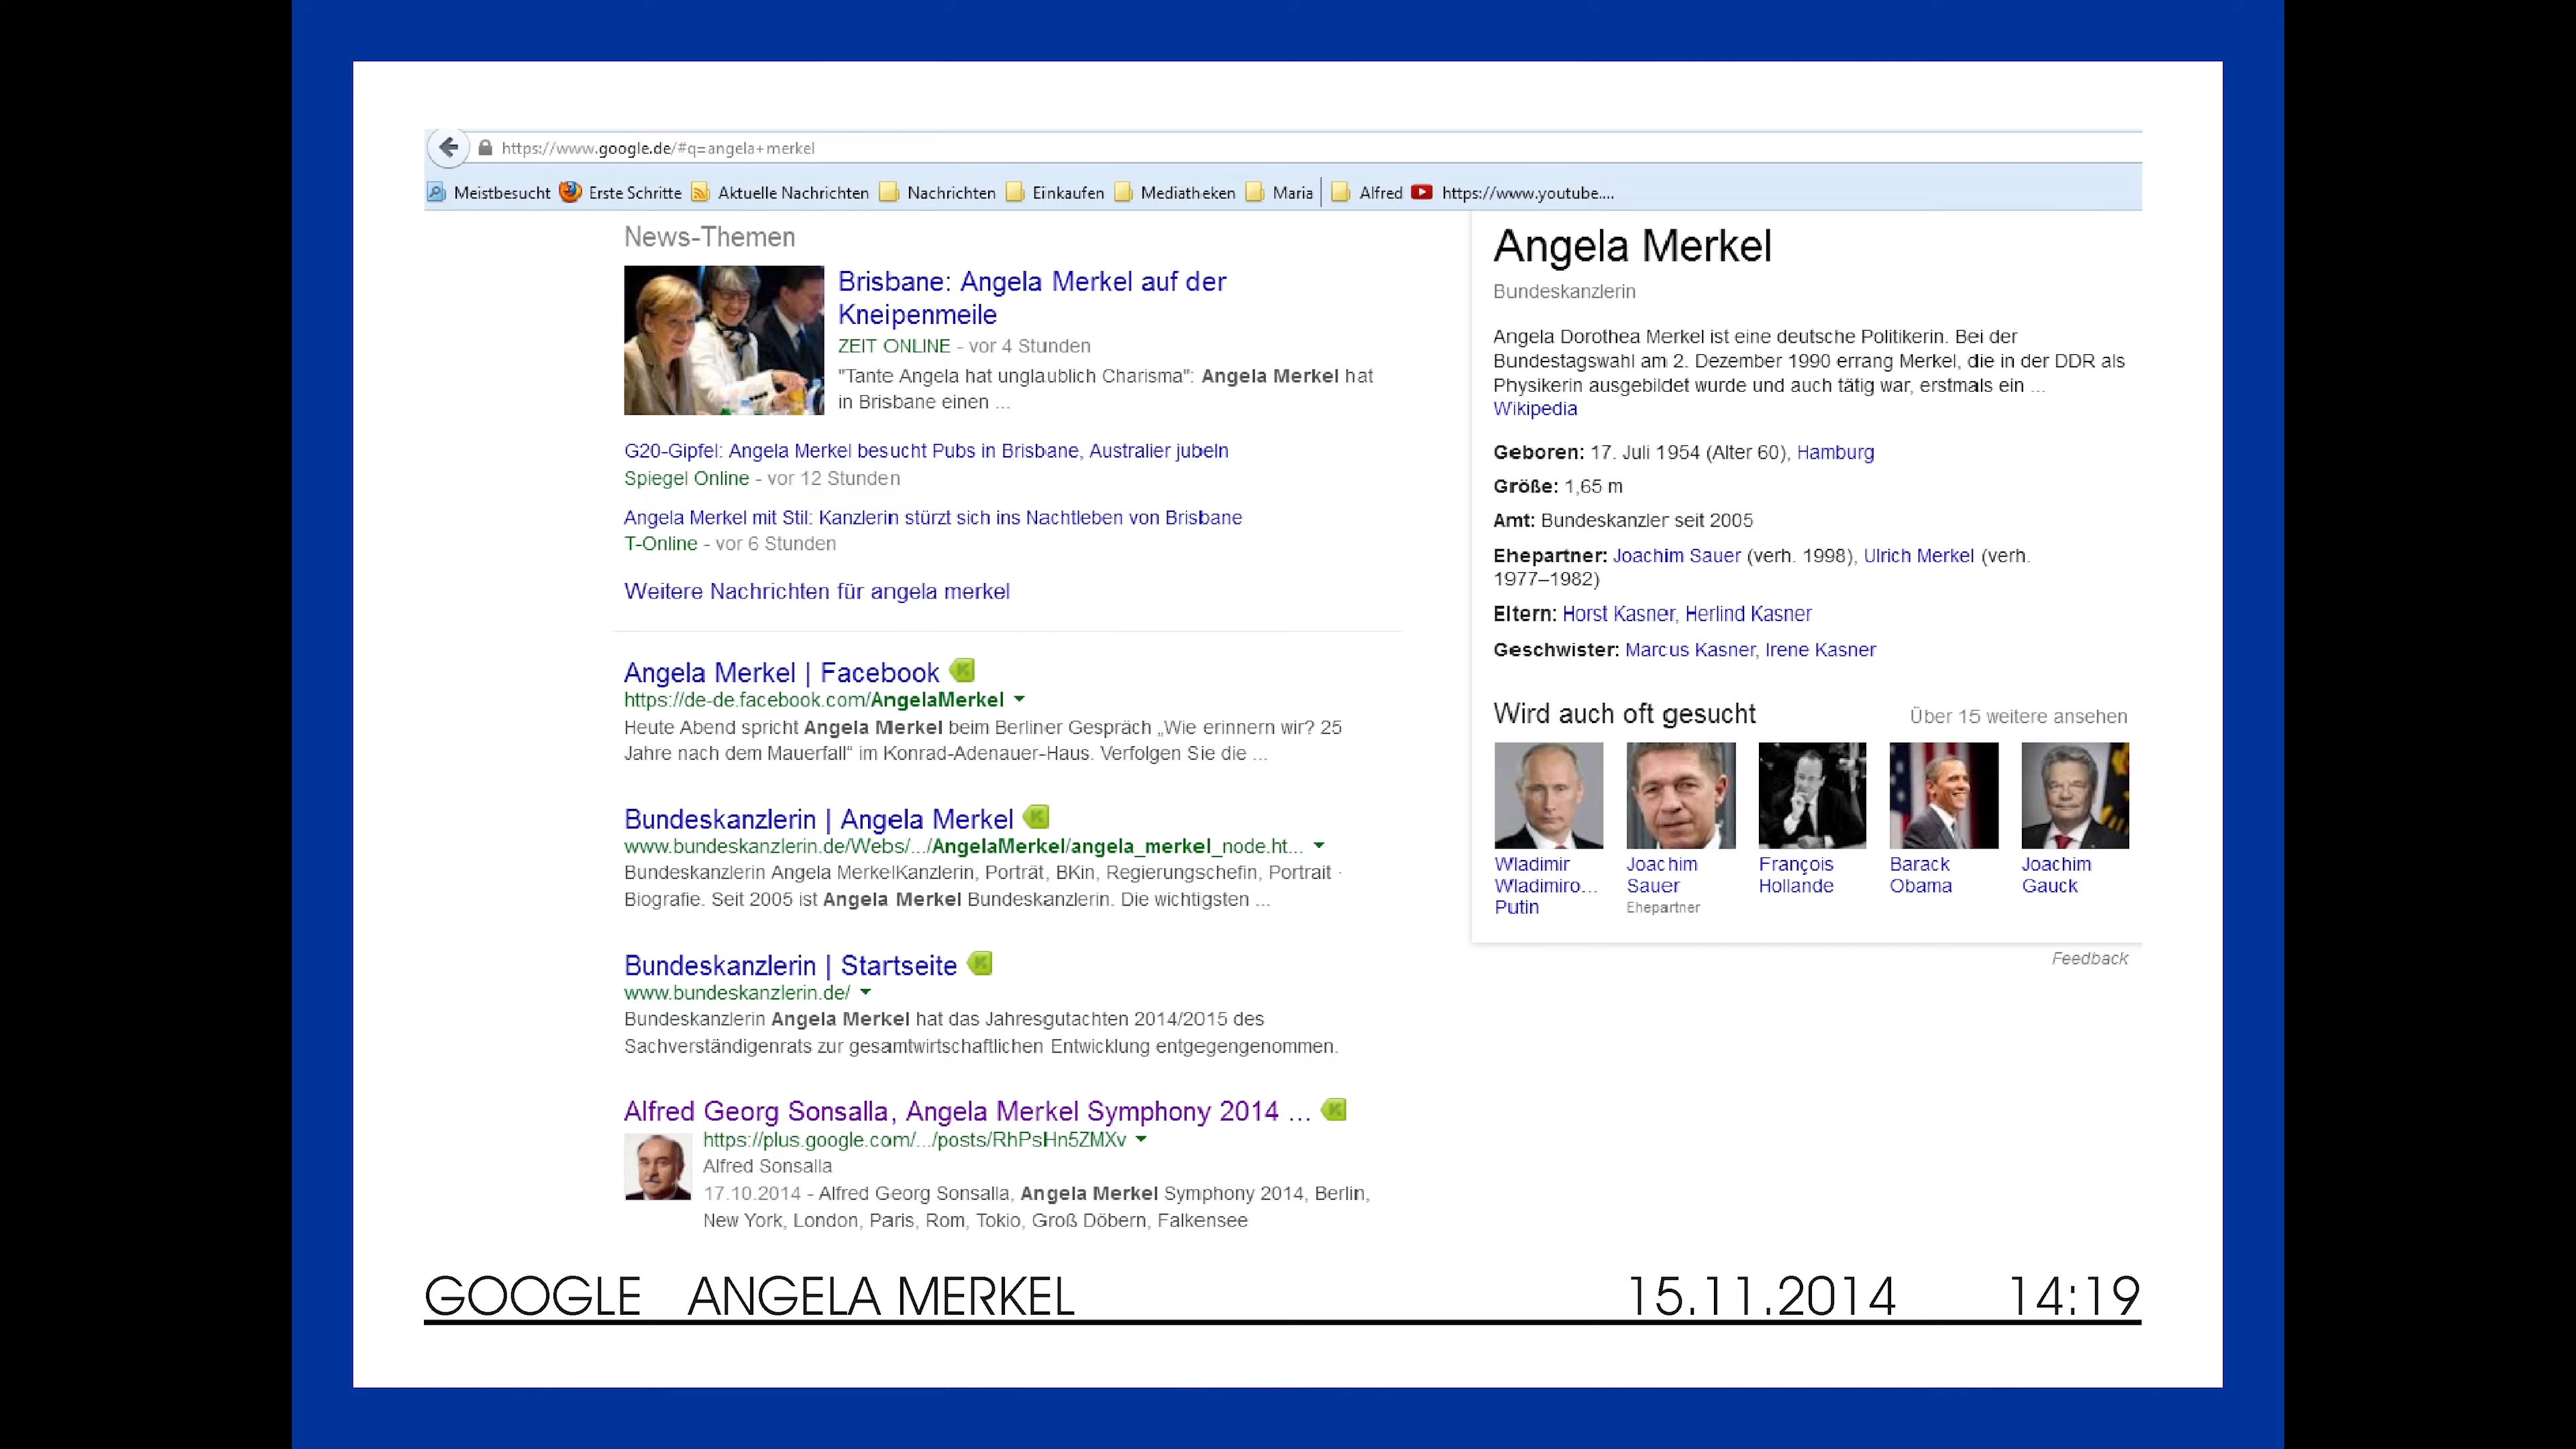 https://www.google.de/#q=angela+merkel
Meistbesucht Erste Schritte Aktuelle Nachrichten Nachrichten Einkaufen Mediatheken Maria Alfred https://www.youtube....
News-Themen
Brisbane: Angela Merkel auf der
Kneipenmeile
ZEIT ONLINE - vor 4 Stunden
"Tante Angela hat unglaublich Charisma": Angela Merkel hat
in Brisbane einen ...
G20-Gipfel: Angela Merkel besucht Pubs in Brisbane, Australier jubeln
Spiegel Online - vor 12 Stunden
Angela Merkel mit Stil: Kanzlerin stürzt sich ins Nachtleben von Brisbane
T-Online - vor 6 Stunden
Weitere Nachrichten für angela merkel
Angela Merkel | Facebook
https://de-de.facebook.com/AngelaMerkel
Heute Abend spricht Angela Merkel beim Berliner Gespräch „Wie erinnern wir? 25
Jahre nach dem Mauerfall“ im Konrad-Adenauer-Haus. Verfolgen Sie die ...
Bundeskanzlerin | Angela Merkel
www.bundeskanzlerin.de/Webs/.../AngelaMerkel/angela_merkel_node.ht...
Bundeskanzlerin Angela MerkelKanzlerin, Porträt, BKin, Regierungschefin, Portrait ·
Biografie. Seit 2005 ist Angela Merkel Bundeskanzlerin. Die wichtigsten ...
Bundeskanzlerin | Startseite
www.bundeskanzlerin.de/
Bundeskanzlerin Angela Merkel hat das Jahresgutachten 2014/2015 des
Sachverständigenrats zur gesamtwirtschaftlichen Entwicklung entgegengenommen.
Alfred Georg Sonsalla, Angela Merkel Symphony 2014 ...
https://plus.google.com/.../posts/RhPsHn5ZMXv
Alfred Sonsalla
17.10.2014 - Alfred Georg Sonsalla, Angela Merkel Symphony 2014, Berlin,
New York, London, Paris, Rom, Tokio, Groß Döbern, Falkensee
Angela Merkel
Bundeskanzlerin
Angela Dorothea Merkel ist eine deutsche Politikerin. Bei der
Bundestagswahl am 2. Dezember 1990 errang Merkel, die in der DDR als
Physikerin ausgebildet wurde und auch tätig war, erstmals ein ...
Wikipedia
Geboren: 17. Juli 1954 (Alter 60), Hamburg
Größe: 1,65 m
Amt: Bundeskanzler seit 2005
Ehepartner: Joachim Sauer (verh. 1998), Ulrich Merkel (verh.
1977–1982)
Eltern: Horst Kasner, Herlind Kasner
Geschwister: Marcus Kasner, Irene Kasner
Wird auch oft gesucht Über 15 weitere ansehen
Wladimir Joachim François Barack Joachim
Wladimiro... Sauer Hollande Obama Gauck
Putin Ehepartner
Feedback
GOOGLE ANGELA MERKEL 15.11.2014 14:19